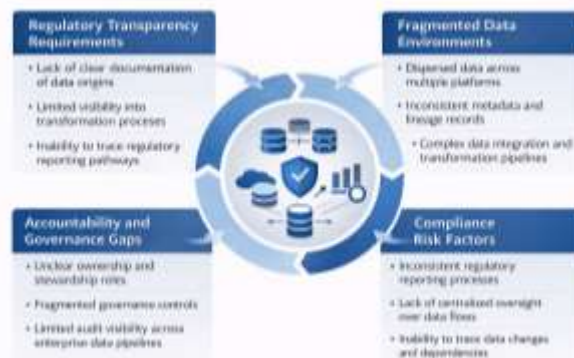 Regulatory Transparency
Requirements
• Lack of clear documentation
of data origins
• Limited visibility into
transformation proceses
• Inability to trace regulatory
reporting pathways
Fragmented Data
Environments
• Dispersed data across
multiple platforms
• Inconsistent metadata and
lineage records
• Complex data integration and
transformation pipelines
Accountability and
Governance Gaps
• Unclear ownership and
stewardship roles
• Fragmented governance controls
• Limited audit visibility across
enterprise data pipelines
Compliance
Risk Factors
• Inconsistent regulatory
reporting processes
• Lack of centralized oversight
over data flows
• Inability to trace data changes
and dependencies